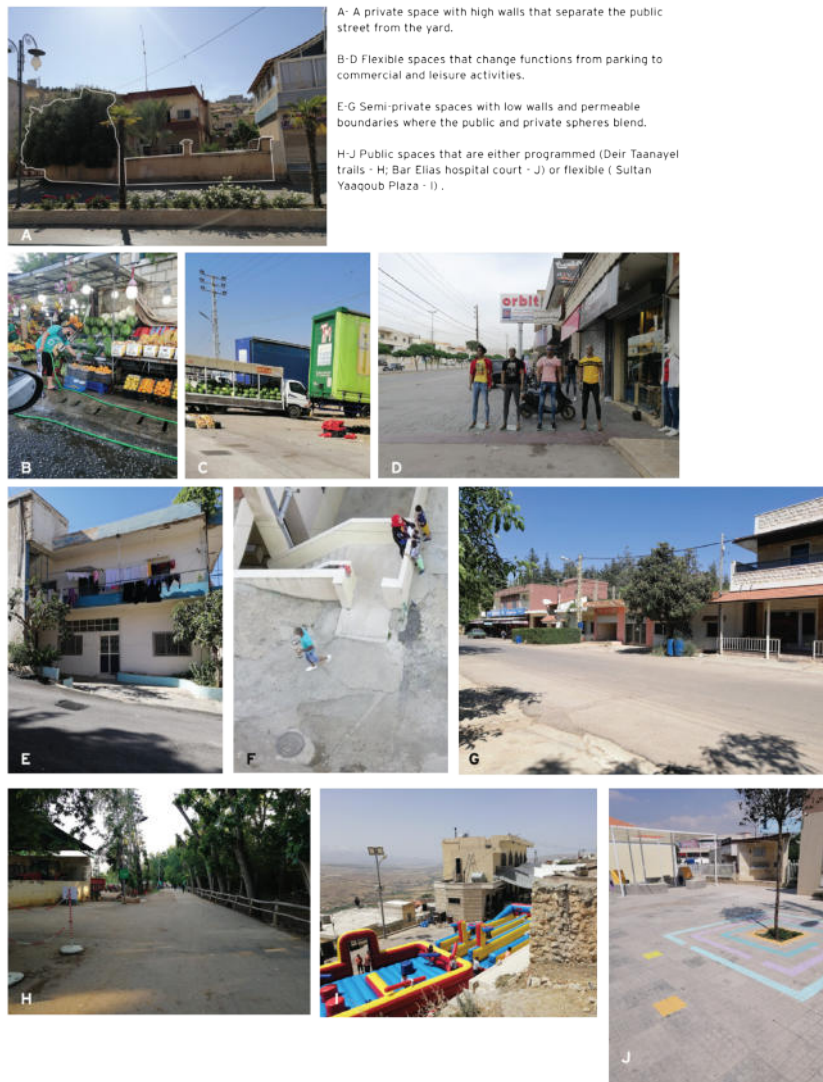 A- A private space with high walls that separate the public
street from the yard.
B-D Flexible spaces that change functions from parking to
commercial and leisure activities.
E-G Semi-private spaces with low walls and permeable
boundaries where the public and private spheres blend.
H-J Public spaces that are either programmed (Deir Taanayel
trails - H; Bar Elias hospital court - J) or flexible ( Sultan
Yaaqoub Plaza - I) .
A
B
C
orbit
D
E
F
G
H
I
J